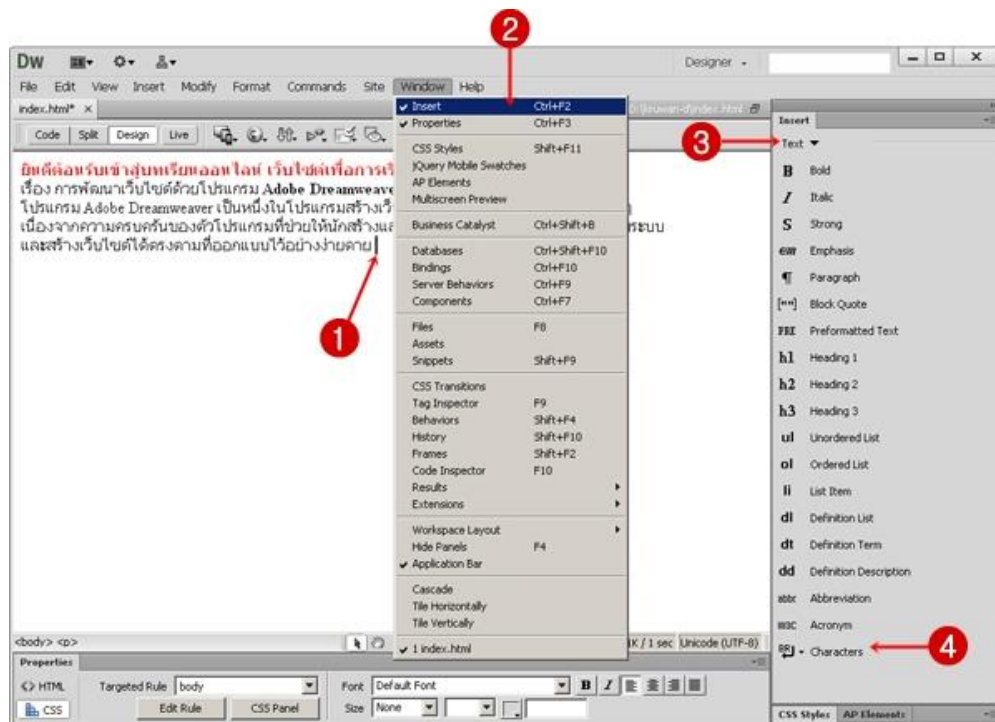 2
Dw
Designer
File Edit View Insert Modify Format Commands Site Window Help
index.html* ×
Code Split Design Live
ยินดีต้อนรับเข้าสู่บทเรียนออนไลน์ เว็บไซต์เพื่อการเรี
เรื่อง การพัฒนาเว็บไซต์ด้วยโปรแกรม Adobe Dreamweave
โปรแกรม Adobe Dreamweaver เป็นหนึ่งในโปรแกรมสร้างเว็
เนื่องจากความครบครันของตัวโปรแกรมที่ช่วยให้นักสร้างแล ระบบ
และสร้างเว็บไซต์ได้ตรงตามที่ออกแบบไว้อย่างง่ายดาย
1
✓ Insert Ctrl+F2
✓ Properties Ctrl+F3
CSS Styles Shift+F11
jQuery Mobile Swatches
AP Elements
Multiscreen Preview
Business Catalyst Ctrl+Shift+B
Databases Ctrl+Shift+F10
Bindings Ctrl+F10
Server Behaviors Ctrl+F9
Components Ctrl+F7
Files F8
Assets
Snippets Shift+F9
CSS Transitions
Tag Inspector F9
Behaviors Shift+F4
History Shift+F10
Frames Shift+F2
Code Inspector F10
Results
Extensions
Workspace Layout
Hide Panels F4
✓ Application Bar
Cascade
Tile Horizontally
Tile Vertically
✓ 1 index.html
Insert
3
Text
B Bold
I Italic
S Strong
em Emphasis
¶ Paragraph
[""] Block Quote
PRE Preformatted Text
h1 Heading 1
h2 Heading 2
h3 Heading 3
ul Unordered List
ol Ordered List
li List Item
dl Definition List
dt Definition Term
dd Definition Description
abbr Abbreviation
W3C Acronym
BRJ Characters
4
<body> <p> 1K / 1 sec Unicode (UTF-8)
Properties
<> HTML Targeted Rule body Font Default Font B I
CSS Edit Rule CSS Panel Size None
CSS Styles AP Elements